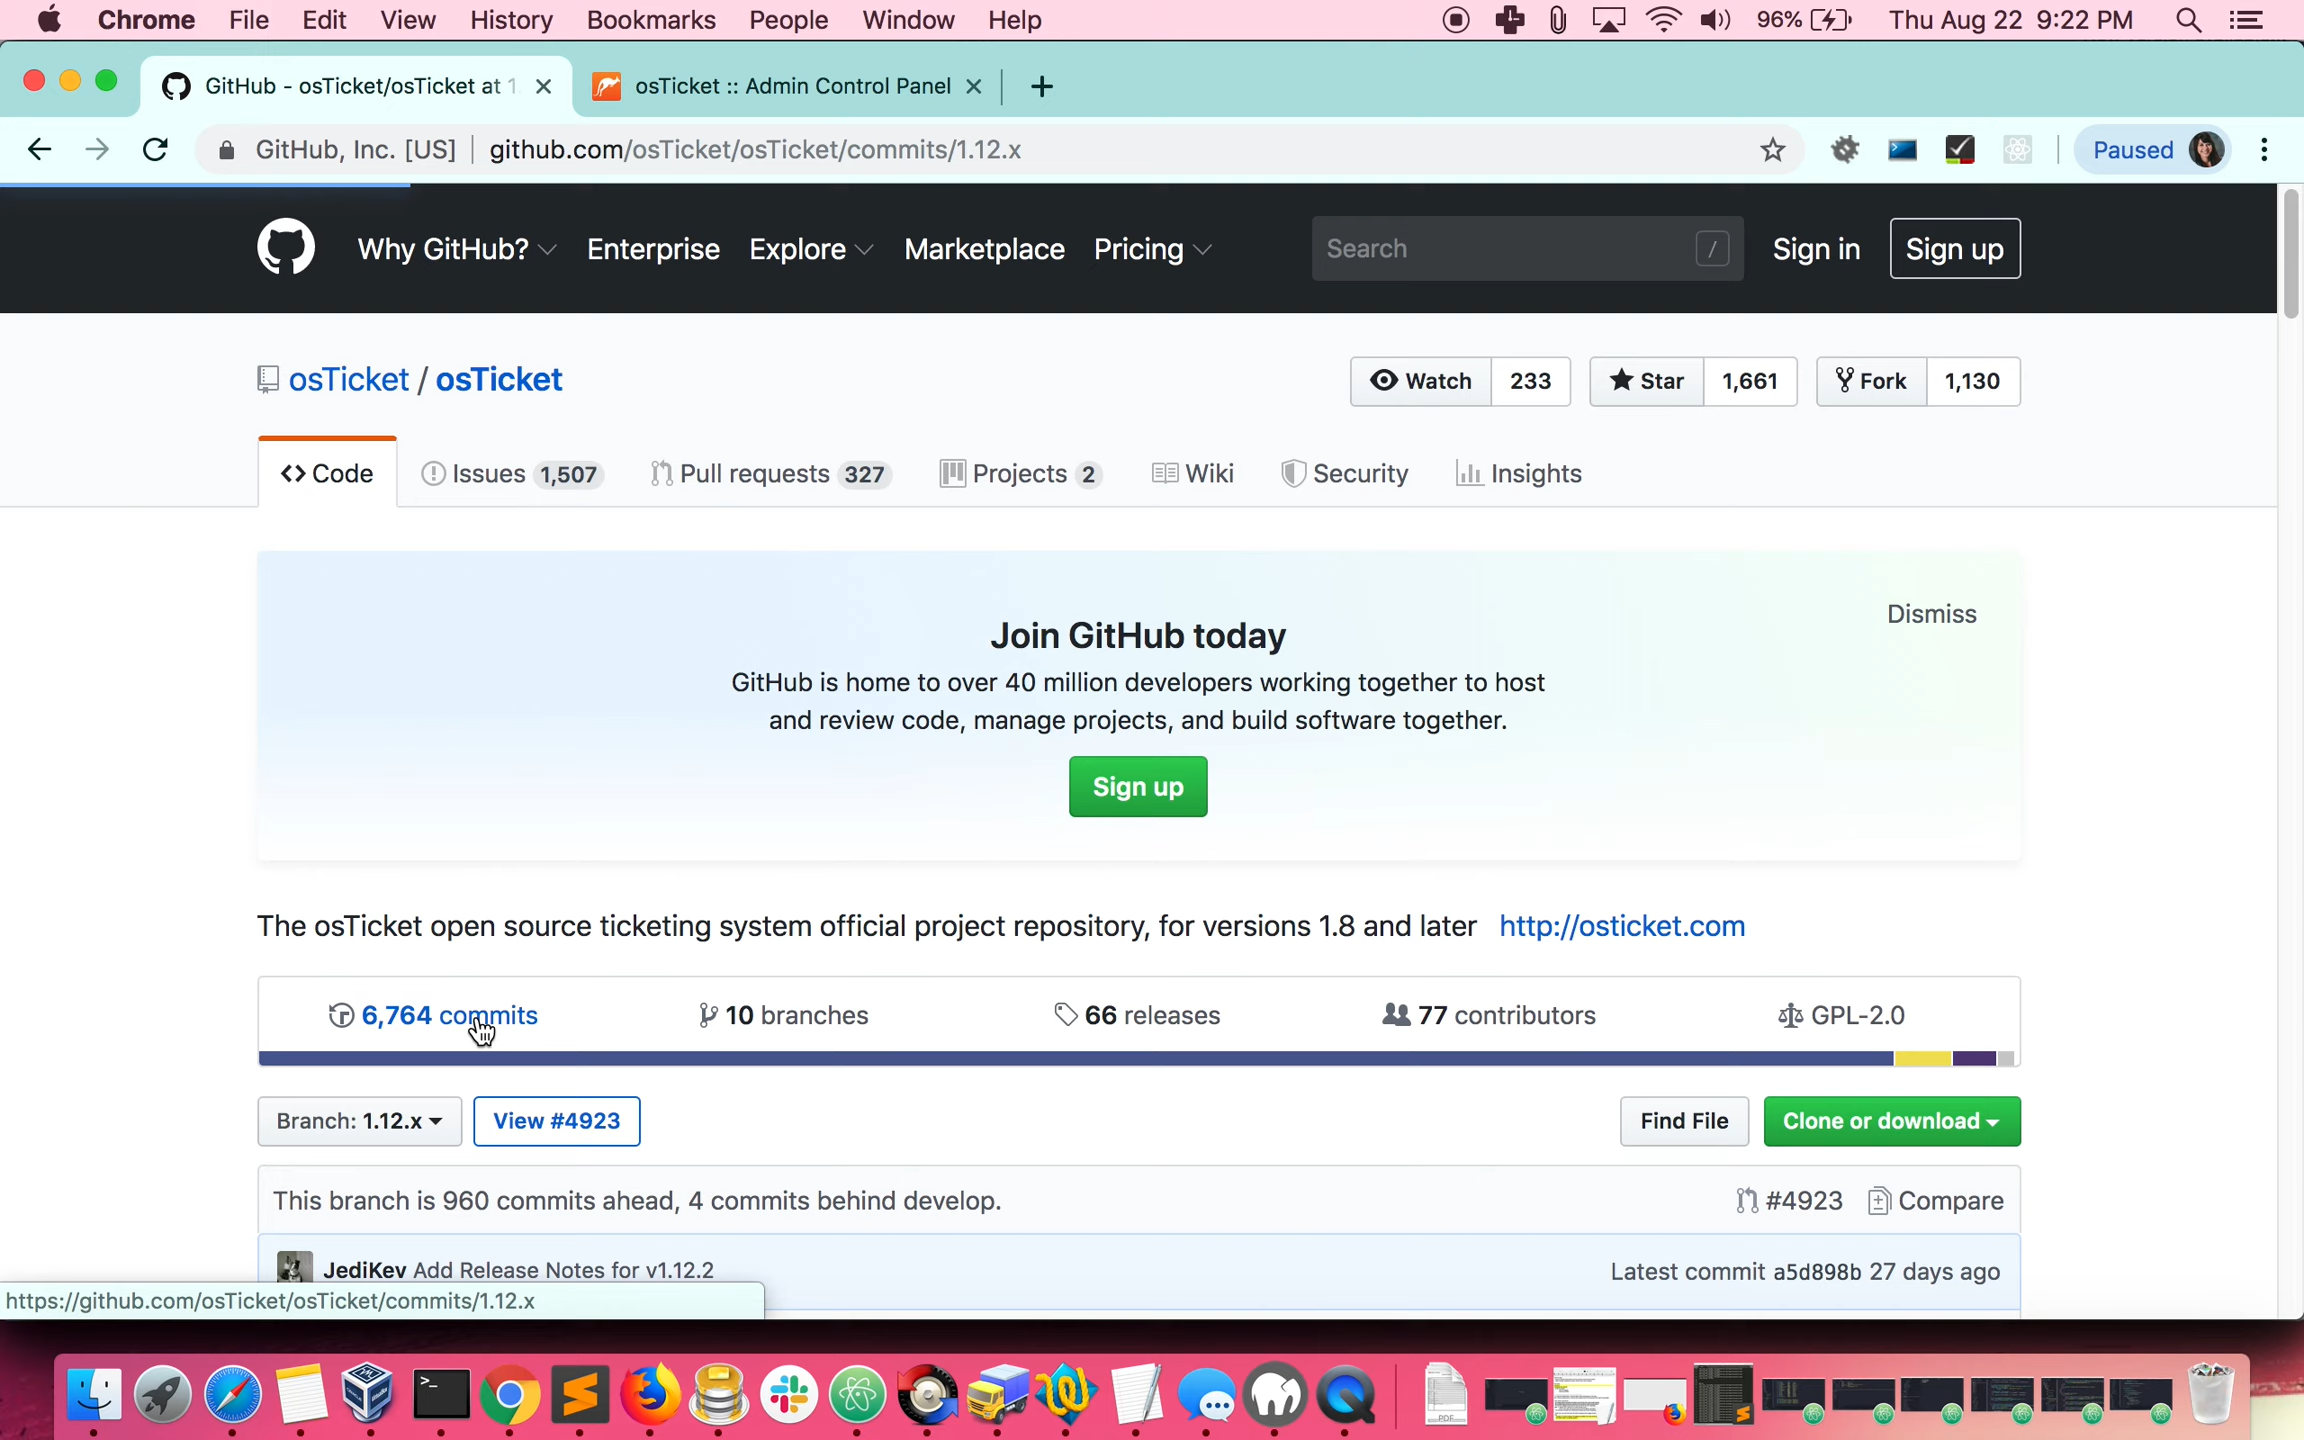 Chrome File Edit View History Bookmarks People Window Help 96% Thu Aug 22 9:22 PM
GitHub - osTicket/osTicket at 1 osTicket :: Admin Control Panel
GitHub, Inc. [US] github.com/osTicket/osTicket/commits/1.12.x Paused
Why GitHub? Enterprise Explore Marketplace Pricing Search / Sign in Sign up
osTicket / osTicket Watch 233 Star 1,661 Fork 1,130
Code Issues 1,507 Pull requests 327 Projects 2 Wiki Security Insights
Dismiss
Join GitHub today
GitHub is home to over 40 million developers working together to host
and review code, manage projects, and build software together.
Sign up
The osTicket open source ticketing system official project repository, for versions 1.8 and later http://osticket.com
6,764 commits 10 branches 66 releases 77 contributors GPL-2.0
Branch: 1.12.x View #4923 Find File Clone or download
This branch is 960 commits ahead, 4 commits behind develop. #4923 Compare
JediKev Add Release Notes for v1.12.2 Latest commit a5d898b 27 days ago
https://github.com/osTicket/osTicket/commits/1.12.x
PDF